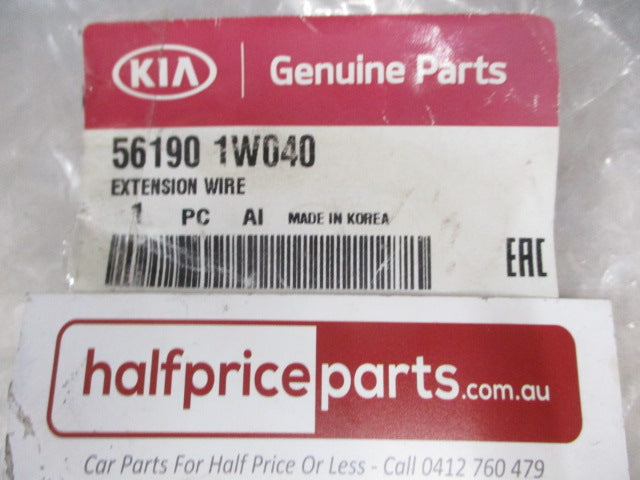 KIA Genuine Parts
56190 1W040
EXTENSION WIRE
1 PC AI MADE IN KOREA
EAC
halfpriceparts.com.au
Car Parts For Half Price Or Less - Call 0412 760 479